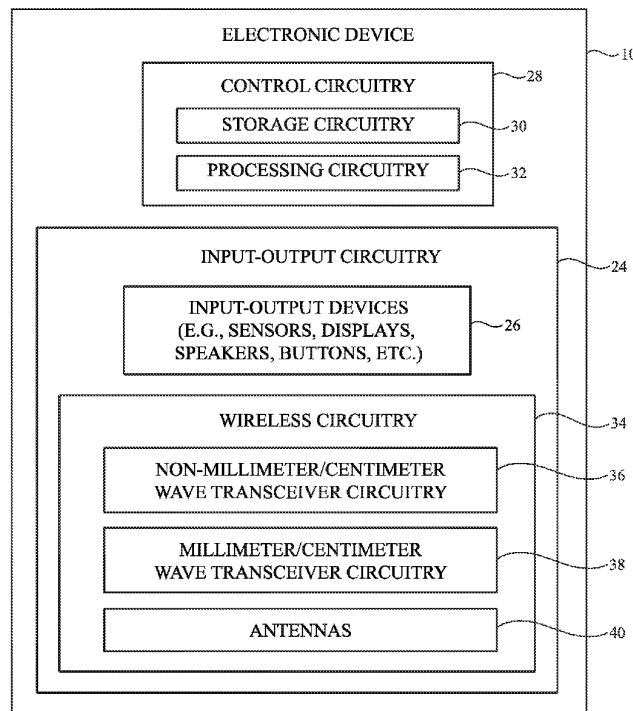 ELECTRONIC DEVICE
10
CONTROL CIRCUITRY
28
STORAGE CIRCUITRY
30
PROCESSING CIRCUITRY
32
INPUT-OUTPUT CIRCUITRY
24
INPUT-OUTPUT DEVICES
(E.G., SENSORS, DISPLAYS,
SPEAKERS, BUTTONS, ETC.)
26
WIRELESS CIRCUITRY
34
NON-MILLIMETER/CENTIMETER
WAVE TRANSCEIVER CIRCUITRY
36
MILLIMETER/CENTIMETER
WAVE TRANSCEIVER CIRCUITRY
38
ANTENNAS
40